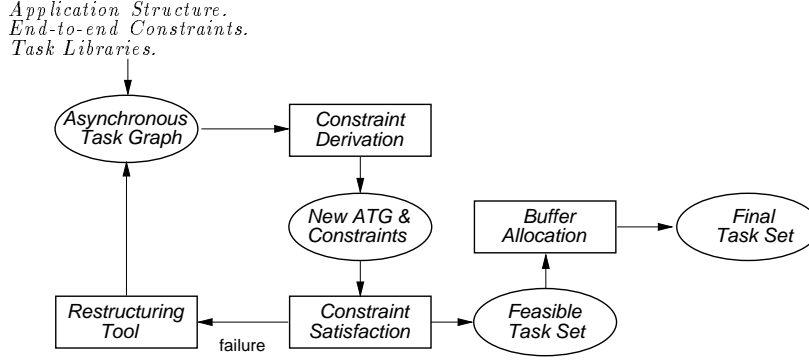 Application Structure.
End-to-end Constraints.
Task Libraries.
Asynchronous
Task Graph
Constraint
Derivation
New ATG &
Constraints
Buffer
Allocation
Final
Task Set
Restructuring
Tool
failure
Constraint
Satisfaction
Feasible
Task Set